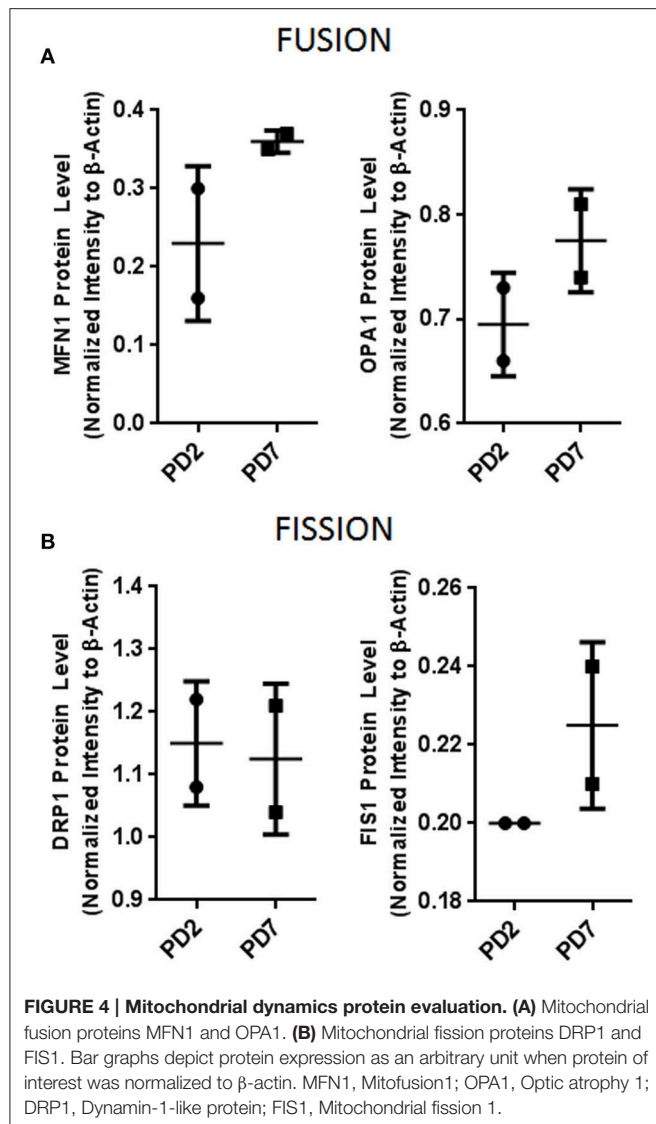 FUSION
A
MFN1 Protein Level
(Normalized Intensity to β-Actin)
0.4
0.3
0.2
0.1
0.0
PD2
PD7
OPA1 Protein Level
(Normalized Intensity to β-Actin)
0.9
0.8
0.7
0.6
PD2
PD7
FISSION
B
DRP1 Protein Level
(Normalized Intensity to β-Actin)
1.4
1.3
1.2
1.1
1.0
0.9
PD2
PD7
FIS1 Protein Level
(Normalized Intensity to β-Actin)
0.26
0.24
0.22
0.20
0.18
PD2
PD7
FIGURE 4 | Mitochondrial dynamics protein evaluation. (A) Mitochondrial
fusion proteins MFN1 and OPA1. (B) Mitochondrial fission proteins DRP1 and
FIS1. Bar graphs depict protein expression as an arbitrary unit when protein of
interest was normalized to β-actin. MFN1, Mitofusion1; OPA1, Optic atrophy 1;
DRP1, Dynamin-1-like protein; FIS1, Mitochondrial fission 1.